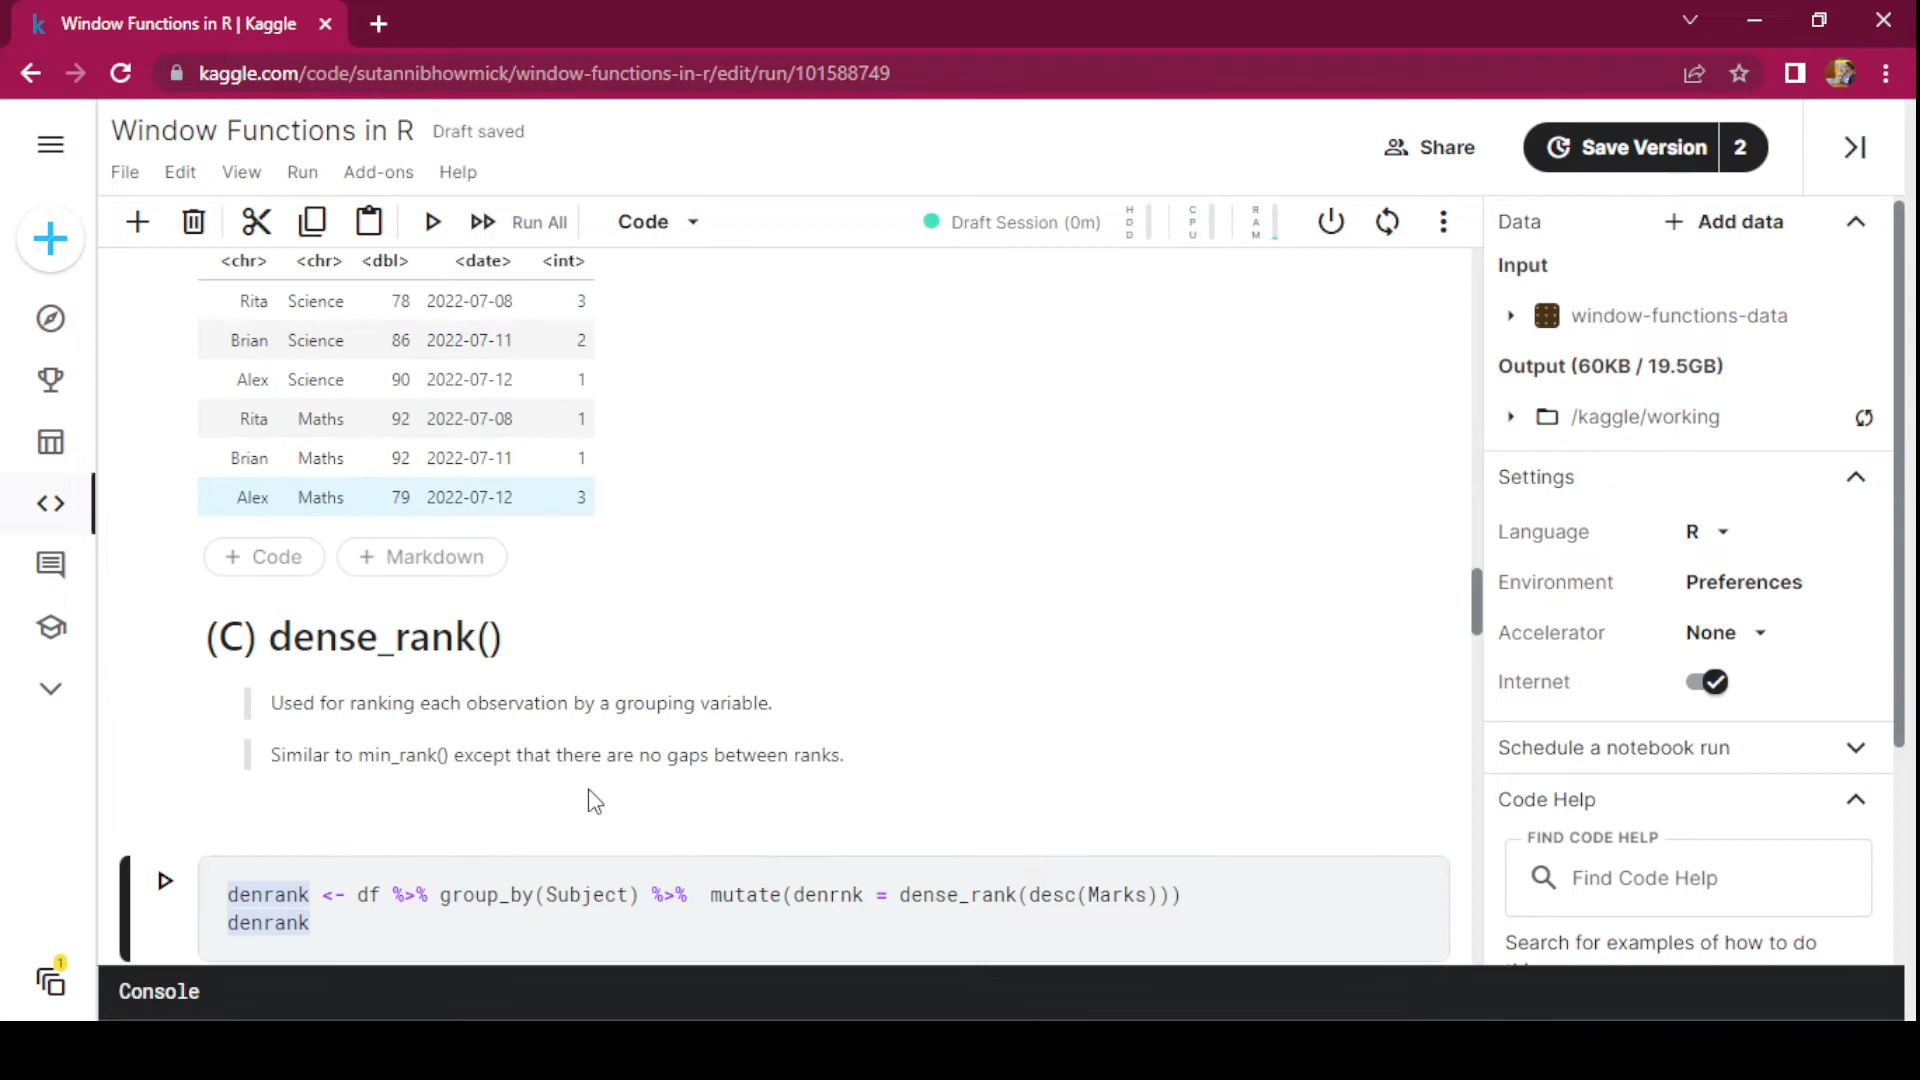 Window Functions in R | Kaggle
kaggle.com/code/sutannibhowmick/window-functions-in-r/edit/run/101588749
Window Functions in R Draft saved
Share
Save Version 2
File Edit View Run Add-ons Help
Run All Code Draft Session (0m) HDD CPU RAM
<chr> <chr> <dbl> <date> <int>
Rita Science 78 2022-07-08 3
Brian Science 86 2022-07-11 2
Alex Science 90 2022-07-12 1
Rita Maths 92 2022-07-08 1
Brian Maths 92 2022-07-11 1
Alex Maths 79 2022-07-12 3
+ Code + Markdown
(C) dense_rank()
Used for ranking each observation by a grouping variable.
Similar to min_rank() except that there are no gaps between ranks.
denrank <- df %>% group_by(Subject) %>% mutate(denrnk = dense_rank(desc(Marks)))
denrank
Console
1
Data + Add data
Input
window-functions-data
Output (60KB / 19.5GB)
/kaggle/working
Settings
Language R
Environment Preferences
Accelerator None
Internet
Schedule a notebook run
Code Help
FIND CODE HELP
Find Code Help
Search for examples of how to do